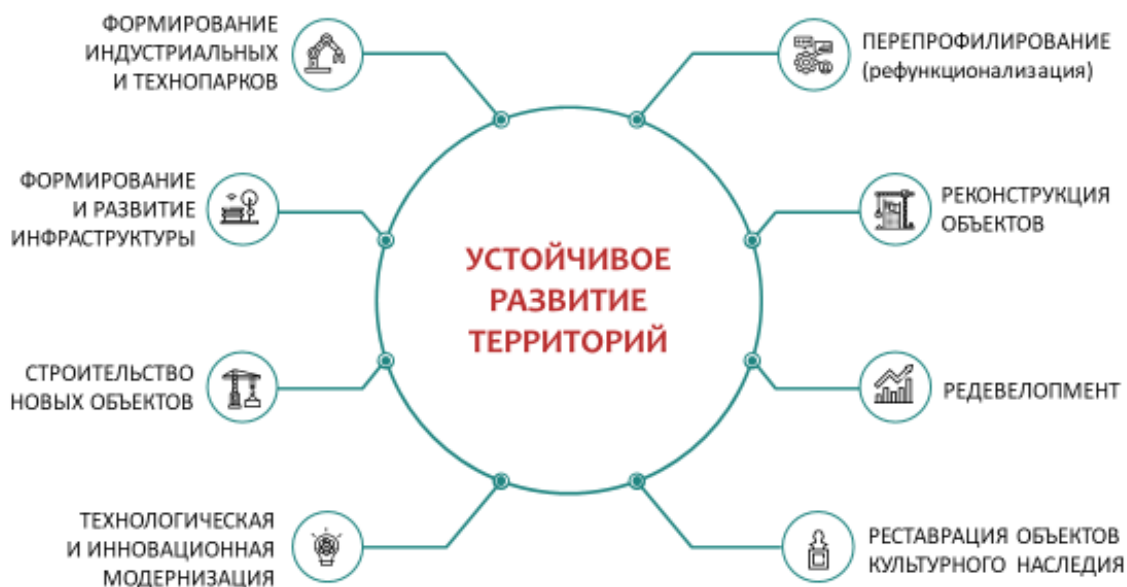 ФОРМИРОВАНИЕ
ИНДУСТРИАЛЬНЫХ
И ТЕХНОПАРКОВ
ПЕРЕПРОФИЛИРОВАНИЕ
(рефункционализация)
ФОРМИРОВАНИЕ
И РАЗВИТИЕ
ИНФРАСТРУКТУРЫ
РЕКОНСТРУКЦИЯ
ОБЪЕКТОВ
УСТОЙЧИВОЕ
РАЗВИТИЕ
ТЕРРИТОРИЙ
СТРОИТЕЛЬСТВО
НОВЫХ ОБЪЕКТОВ
РЕДЕВЕЛОПМЕНТ
ТЕХНОЛОГИЧЕСКАЯ
И ИННОВАЦИОННАЯ
МОДЕРНИЗАЦИЯ
РЕСТАВРАЦИЯ ОБЪЕКТОВ
КУЛЬТУРНОГО НАСЛЕДИЯ